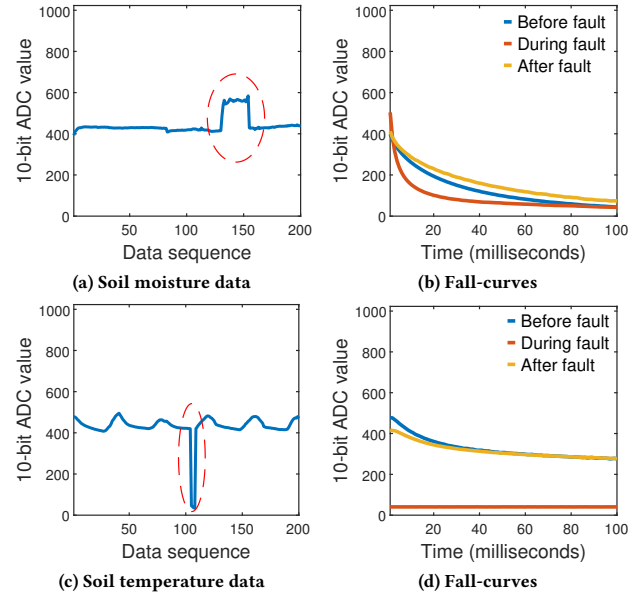 10-bit ADC value
1000
800
600
400
200
0
0 50 100 150 200
Data sequence
(a) Soil moisture data
10-bit ADC value
1000
800
600
400
200
0
20 40 60 80 100
Time (milliseconds)
Before fault
During fault
After fault
(b) Fall-curves
10-bit ADC value
1000
800
600
400
200
0
0 50 100 150 200
Data sequence
(c) Soil temperature data
10-bit ADC value
1000
800
600
400
200
0
20 40 60 80 100
Time (milliseconds)
Before fault
During fault
After fault
(d) Fall-curves